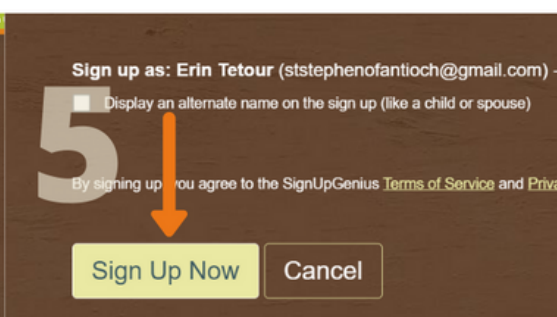 Sign up as: Erin Tetour (ststephenofantioch@gmail.com) -
5
Display an alternate name on the sign up (like a child or spouse)
By signing up you agree to the SignUpGenius Terms of Service and Priva
Sign Up Now
Cancel